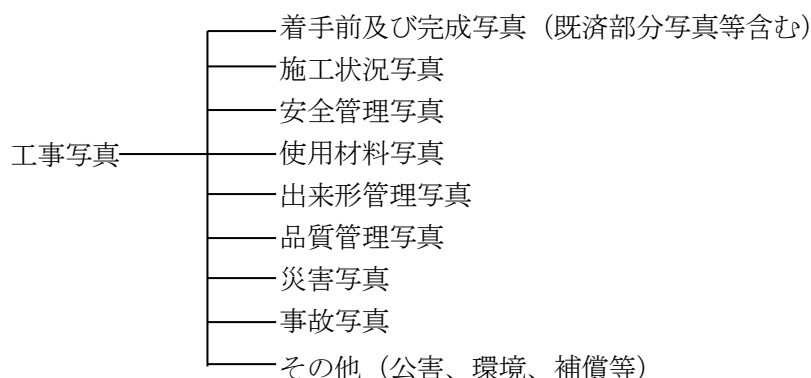 着手前及び完成写真（既済部分写真等含む）
施工状況写真
安全管理写真
工事写真
使用材料写真
出来形管理写真
品質管理写真
災害写真
事故写真
その他（公害、環境、補償等）